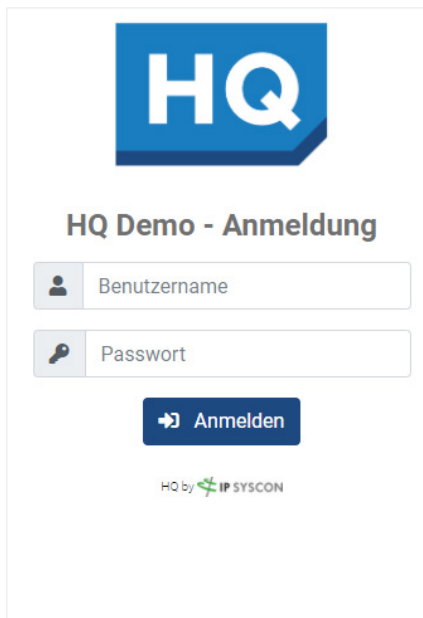 HQ
HQ Demo - Anmeldung
Benutzername
Passwort
Anmelden
HQ by IP SYSCON